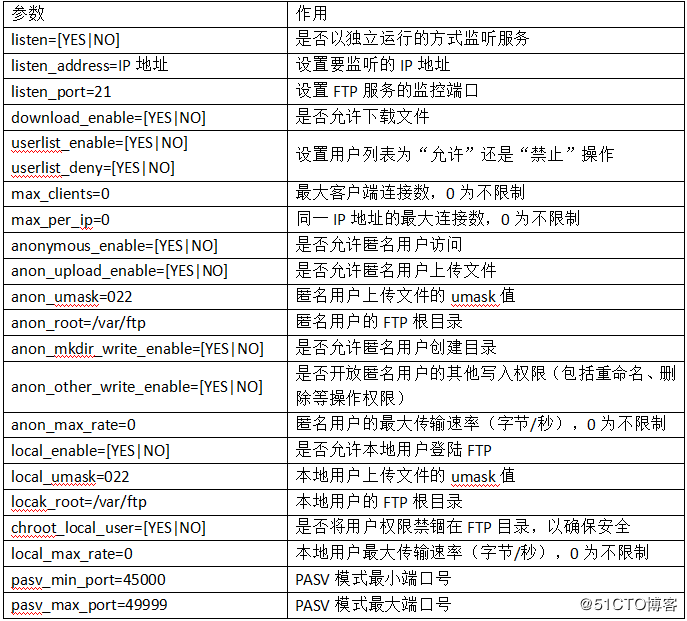 参数 作用
listen=[YES|NO] 是否以独立运行的方式监听服务
listen_address=IP 地址 设置要监听的 IP 地址
listen_port=21 设置 FTP 服务的监控端口
download_enable=[YES|NO] 是否允许下载文件
userlist_enable=[YES|NO]
userlist_deny=[YES|NO] 设置用户列表为“允许”还是“禁止”操作
max_clients=0 最大客户端连接数，0 为不限制
max_per_ip=0 同一 IP 地址的最大连接数，0 为不限制
anonymous_enable=[YES|NO] 是否允许匿名用户访问
anon_upload_enable=[YES|NO] 是否允许匿名用户上传文件
anon_umask=022 匿名用户上传文件的 umask 值
anon_root=/var/ftp 匿名用户的 FTP 根目录
anon_mkdir_write_enable=[YES|NO] 是否允许匿名用户创建目录
anon_other_write_enable=[YES|NO] 是否开放匿名用户的其他写入权限（包括重命名、删
除等操作权限）
anon_max_rate=0 匿名用户的最大传输速率（字节/秒），0 为不限制
local_enable=[YES|NO] 是否允许本地用户登陆 FTP
local_umask=022 本地用户上传文件的 umask 值
locak_root=/var/ftp 本地用户的 FTP 根目录
chroot_local_user=[YES|NO] 是否将用户权限禁锢在 FTP 目录，以确保安全
local_max_rate=0 本地用户最大传输速率（字节/秒），0 为不限制
pasv_min_port=45000 PASV 模式最小端口号
pasv_max_port=49999 PASV 模式最大端口号
@51CTO博客